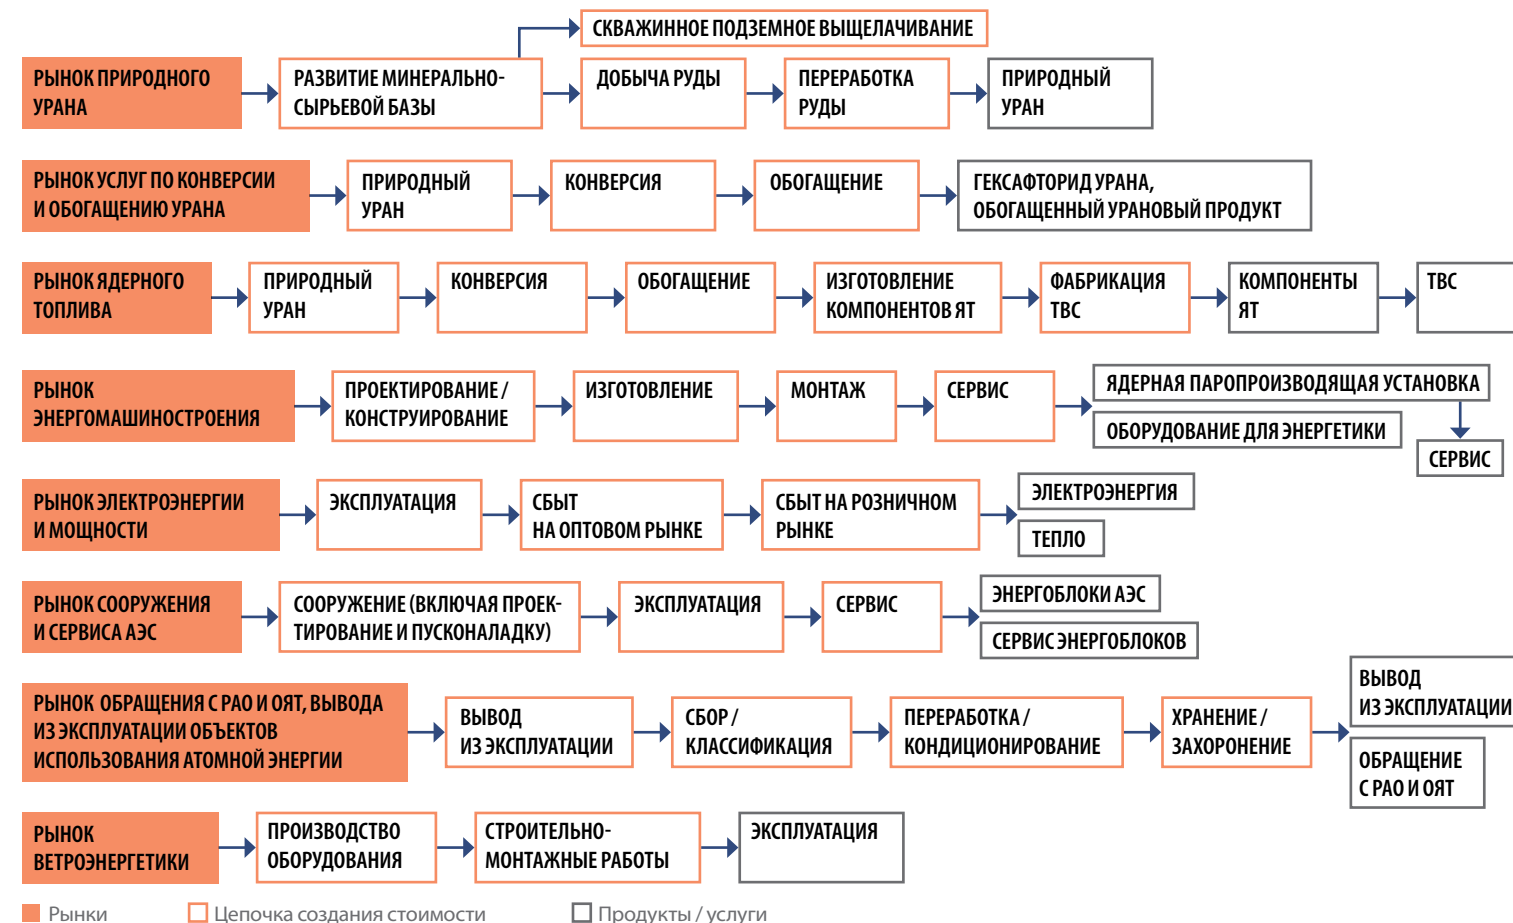 СКВАЖИННОЕ ПОДЗЕМНОЕ ВЫЩЕЛАЧИВАНИЕ
РЫНОК ПРИРОДНОГО
УРАНА
РАЗВИТИЕ МИНЕРАЛЬНО-
СЫРЬЕВОЙ БАЗЫ
ДОБЫЧА РУДЫ
ПЕРЕРАБОТКА
РУДЫ
ПРИРОДНЫЙ
УРАН
РЫНОК УСЛУГ ПО КОНВЕРСИИ
И ОБОГАЩЕНИЮ УРАНА
ПРИРОДНЫЙ
УРАН
КОНВЕРСИЯ
ОБОГАЩЕНИЕ
ГЕКСАФТОРИД УРАНА,
ОБОГАЩЕННЫЙ УРАНОВЫЙ ПРОДУКТ
РЫНОК ЯДЕРНОГО
ТОПЛИВА
ПРИРОДНЫЙ
УРАН
КОНВЕРСИЯ
ОБОГАЩЕНИЕ
ИЗГОТОВЛЕНИЕ
КОМПОНЕНТОВ ЯТ
ФАБРИКАЦИЯ
ТВС
КОМПОНЕНТЫ
ЯТ
ТВС
РЫНОК
ЭНЕРГОМАШИНОСТРОЕНИЯ
ПРОЕКТИРОВАНИЕ /
КОНСТРУИРОВАНИЕ
ИЗГОТОВЛЕНИЕ
МОНТАЖ
СЕРВИС
ЯДЕРНАЯ ПАРОПРОИЗВОДЯЩАЯ УСТАНОВКА
ОБОРУДОВАНИЕ ДЛЯ ЭНЕРГЕТИКИ
СЕРВИС
РЫНОК ЭЛЕКТРОЭНЕРГИИ
И МОЩНОСТИ
ЭКСПЛУАТАЦИЯ
СБЫТ
НА ОПТОВОМ РЫНКЕ
СБЫТ НА РОЗНИЧНОМ
РЫНКЕ
ЭЛЕКТРОЭНЕРГИЯ
ТЕПЛО
РЫНОК СООРУЖЕНИЯ
И СЕРВИСА АЭС
СООРУЖЕНИЕ (ВКЛЮЧАЯ ПРОЕК-
ТИРОВАНИЕ И ПУСКОНАЛАДКУ)
ЭКСПЛУАТАЦИЯ
СЕРВИС
ЭНЕРГОБЛОКИ АЭС
СЕРВИС ЭНЕРГОБЛОКОВ
РЫНОК ОБРАЩЕНИЯ С РАО И ОЯТ, ВЫВОДА
ИЗ ЭКСПЛУАТАЦИИ ОБЪЕКТОВ
ИСПОЛЬЗОВАНИЯ АТОМНОЙ ЭНЕРГИИ
ВЫВОД
ИЗ ЭКСПЛУАТАЦИИ
СБОР /
КЛАССИФИКАЦИЯ
ПЕРЕРАБОТКА /
КОНДИЦИОНИРОВАНИЕ
ХРАНЕНИЕ /
ЗАХОРОНЕНИЕ
ВЫВОД
ИЗ ЭКСПЛУАТАЦИИ
ОБРАЩЕНИЕ
С РАО И ОЯТ
РЫНОК
ВЕТРОЭНЕРГЕТИКИ
ПРОИЗВОДСТВО
ОБОРУДОВАНИЯ
СТРОИТЕЛЬНО-
МОНТАЖНЫЕ РАБОТЫ
ЭКСПЛУАТАЦИЯ
Рынки
Цепочка создания стоимости
Продукты / услуги